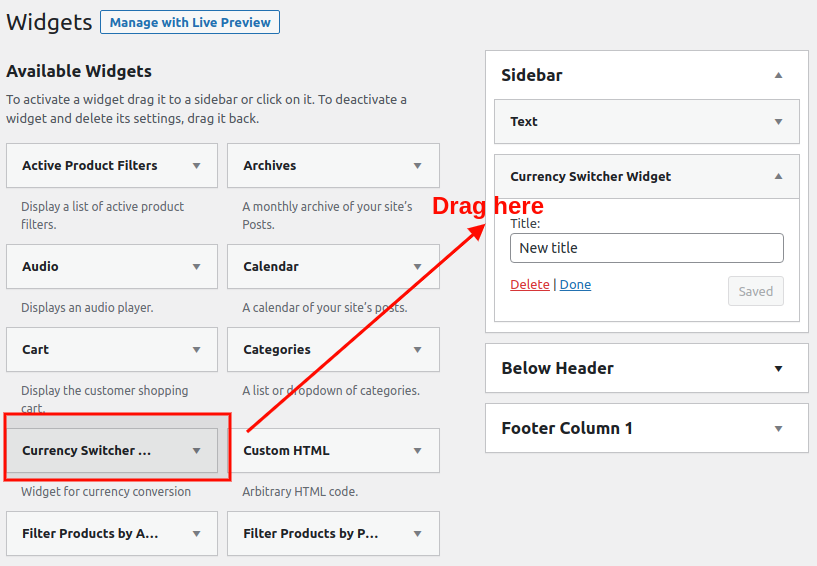 Widgets
Manage with Live Preview
Available Widgets
To activate a widget drag it to a sidebar or click on it. To deactivate a
widget and delete its settings, drag it back.
Active Product Filters
Archives
Display a list of active product
filters.
A monthly archive of your site's
Posts.
Audio
Calendar
Displays an audio player.
A calendar of your site's posts.
Cart
Categories
Display the customer shopping
cart.
A list or dropdown of categories.
Currency Switcher ...
Custom HTML
Widget for currency conversion
Arbitrary HTML code.
Filter Products by A...
Filter Products by P...
Sidebar
Text
Currency Switcher Widget
Drag here
Title:
New title
Delete | Done
Saved
Below Header
Footer Column 1